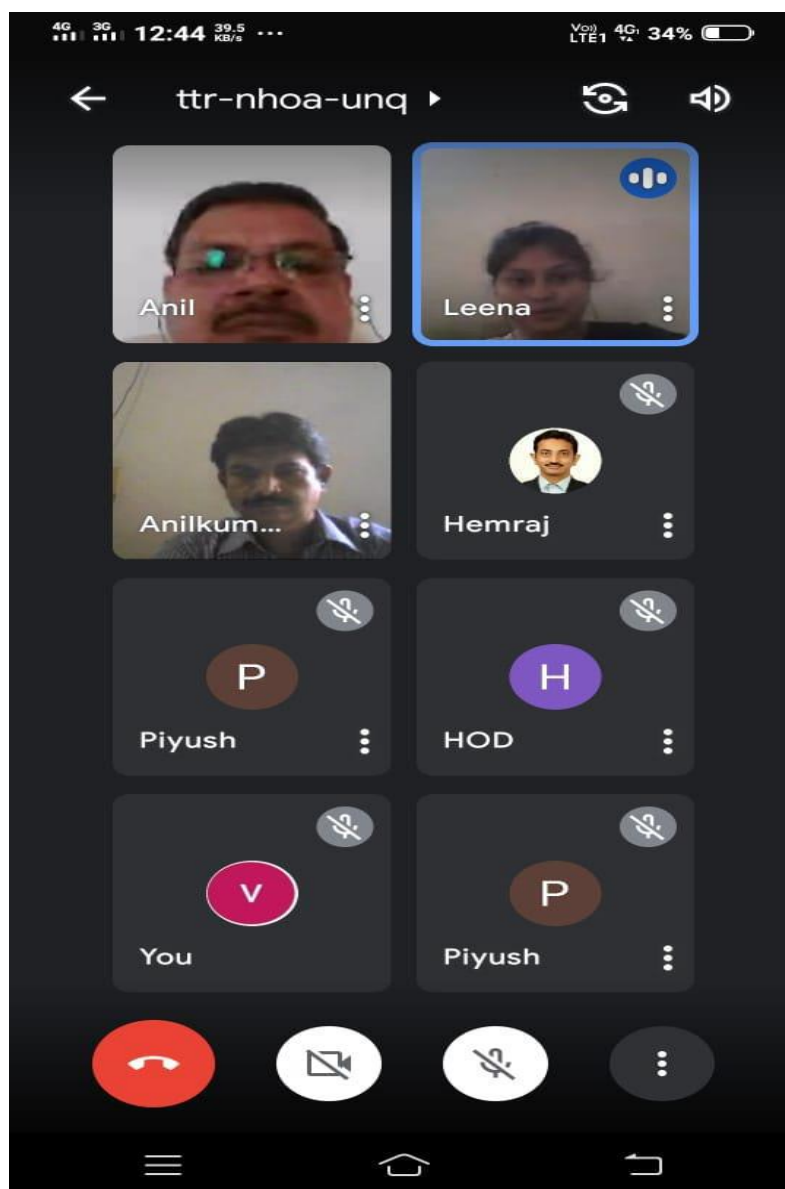 4G 3G 12:44 39.5 KB/s ... Vo)) LTE1 4G 34%
ttr-nhoa-unq
Anil Leena
Anilkum... Hemraj
P H
Piyush HOD
V P
You Piyush